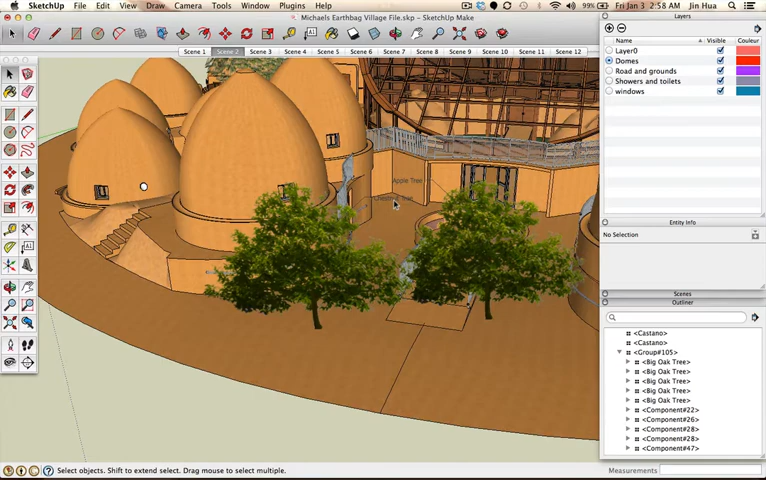 SketchUp File Edit Draw Camera Tools Window Plugins Help 99% Fri Jan 3 2:58 AM Jin Hua
Michaels Earthbag Village File.skp - SketchUp Make
Scene 1 Scene 2 Scene 3 Scene 4 Scene 5 Scene 6 Scene 7 Scene 8 Scene 9 Scene 10 Scene 11 Scene 12
Layers
Name Visible Couleur
Layer0
Domes
Road and grounds
Showers and toilets
windows
Entity Info
No Selection
Scenes
Outliner
<Castano>
<Castano>
<Group#105>
<Big Oak Tree>
<Big Oak Tree>
<Big Oak Tree>
<Big Oak Tree>
<Big Oak Tree>
<Component#22>
<Component#26>
<Component#28>
<Component#28>
<Component#47>
Apple Tree
Chestnut Tree
Select objects. Shift to extend select. Drag mouse to select multiple.
Measurements